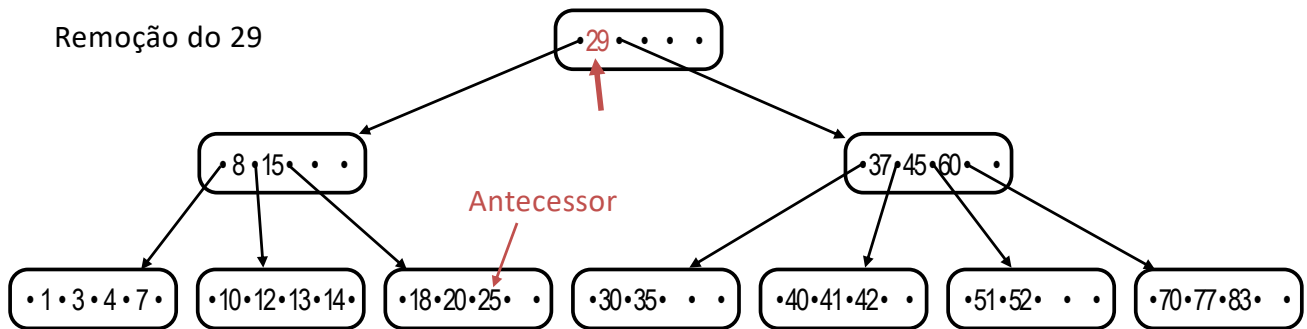 Remoção do 29
•29• • • •
•8•15• • •
•37•45•60• •
Antecessor
•1•3•4•7•
•10•12•13•14•
•18•20•25• •
•30•35• • •
•40•41•42• •
•51•52• • •
•70•77•83• •